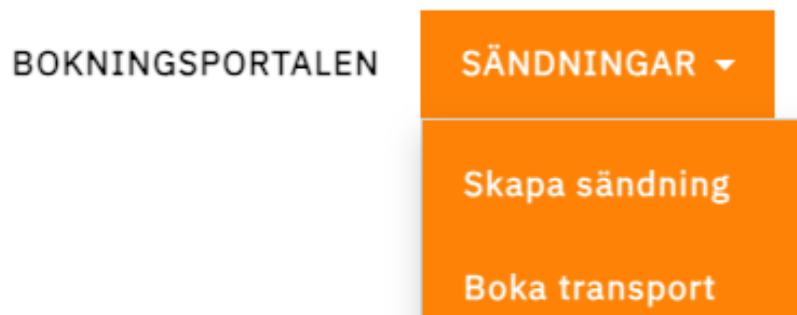 BOKNINGSPORTALEN SÄNDNINGAR
Skapa sändning
Boka transport